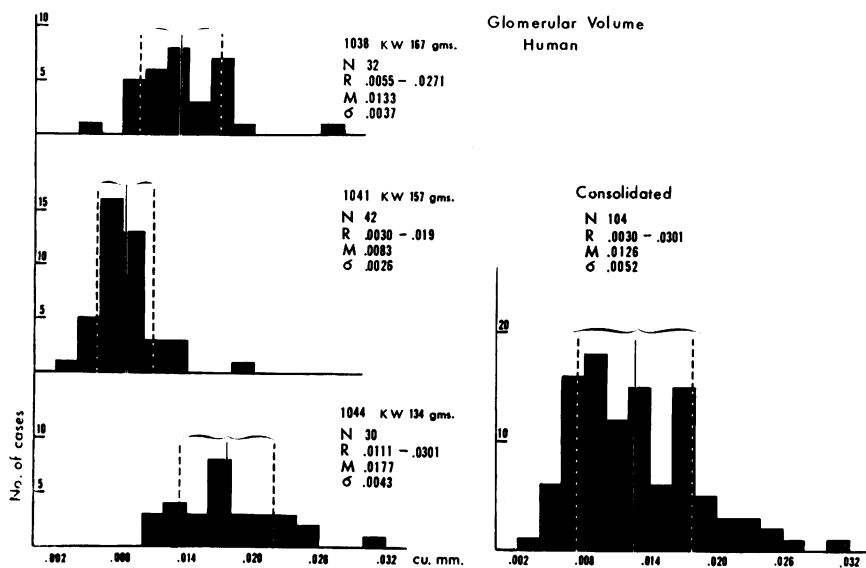 Glomerular Volume
Human
10
5
1038 KW 167 gms.
N 32
R .0055 – .0271
M .0133
σ .0037
15
10
5
1041 KW 157 gms.
N 42
R .0030 – .019
M .0083
σ .0026
No. of cases
10
5
1044 KW 134 gms.
N 30
R .0111 – .0301
M .0177
σ .0043
.002 .008 .014 .020 .026 .032 cu. mm.
Consolidated
N 104
R .0030 – .0301
M .0126
σ .0052
20
10
.002 .008 .014 .020 .026 .032